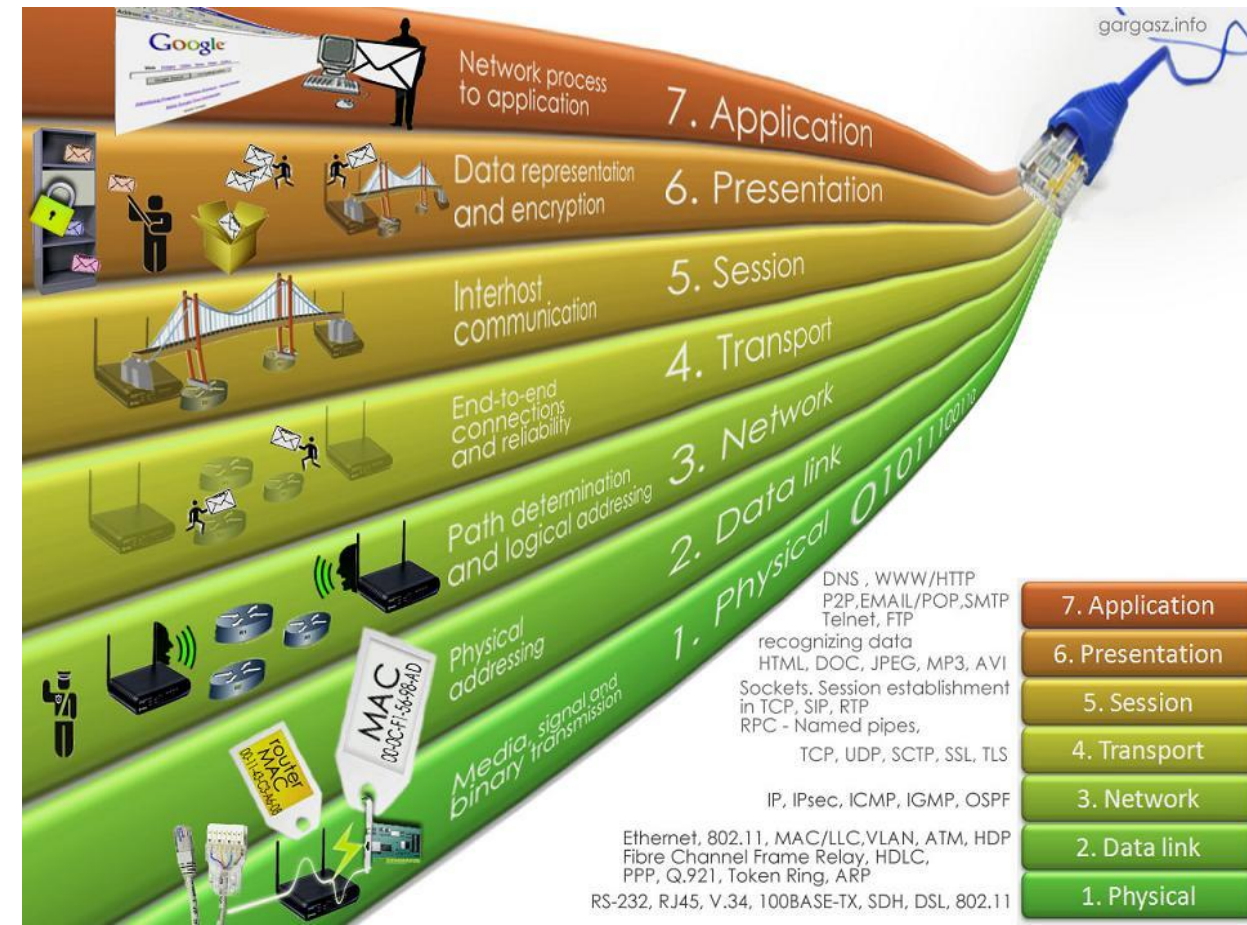 gargasz.info
Google
Network process
to application
7. Application
Data representation
and encryption
6. Presentation
Interhost
communication
5. Session
End-to-end
connections
and reliability
4. Transport
Path determination
and logical addressing
3. Network
Physical
addressing
2. Data link
Media, signal and
binary transmission
1. Physical
010111100110
MAC
00-0C-F1-56-98-AD
router
MAC
DNS , WWW/HTTP
P2P,EMAIL/POP,SMTP
Telnet, FTP
7. Application
recognizing data
HTML, DOC, JPEG, MP3, AVI
6. Presentation
Sockets. Session establishment
in TCP, SIP, RTP
RPC - Named pipes,
5. Session
TCP, UDP, SCTP, SSL, TLS
4. Transport
IP, IPsec, ICMP, IGMP, OSPF
3. Network
Ethernet, 802.11, MAC/LLC,VLAN, ATM, HDP
Fibre Channel Frame Relay, HDLC,
PPP, Q.921, Token Ring, ARP
2. Data link
RS-232, RJ45, V.34, 100BASE-TX, SDH, DSL, 802.11
1. Physical